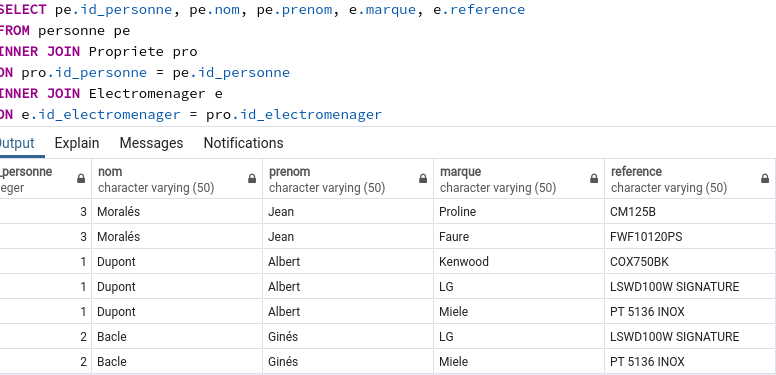 SELECT pe.id_personne, pe.nom, pe.prenom, e.marque, e.reference
FROM personne pe
INNER JOIN Propriete pro
ON pro.id_personne = pe.id_personne
INNER JOIN Electromenager e
ON e.id_electromenager = pro.id_electromenager
Output Explain Messages Notifications
_personne nom prenom marque reference
eger character varying (50) character varying (50) character varying (50) character varying (50)
3 Moralés Jean Proline CM125B
3 Moralés Jean Faure FWF10120PS
1 Dupont Albert Kenwood COX750BK
1 Dupont Albert LG LSWD100W SIGNATURE
1 Dupont Albert Miele PT 5136 INOX
2 Bacle Ginés LG LSWD100W SIGNATURE
2 Bacle Ginés Miele PT 5136 INOX